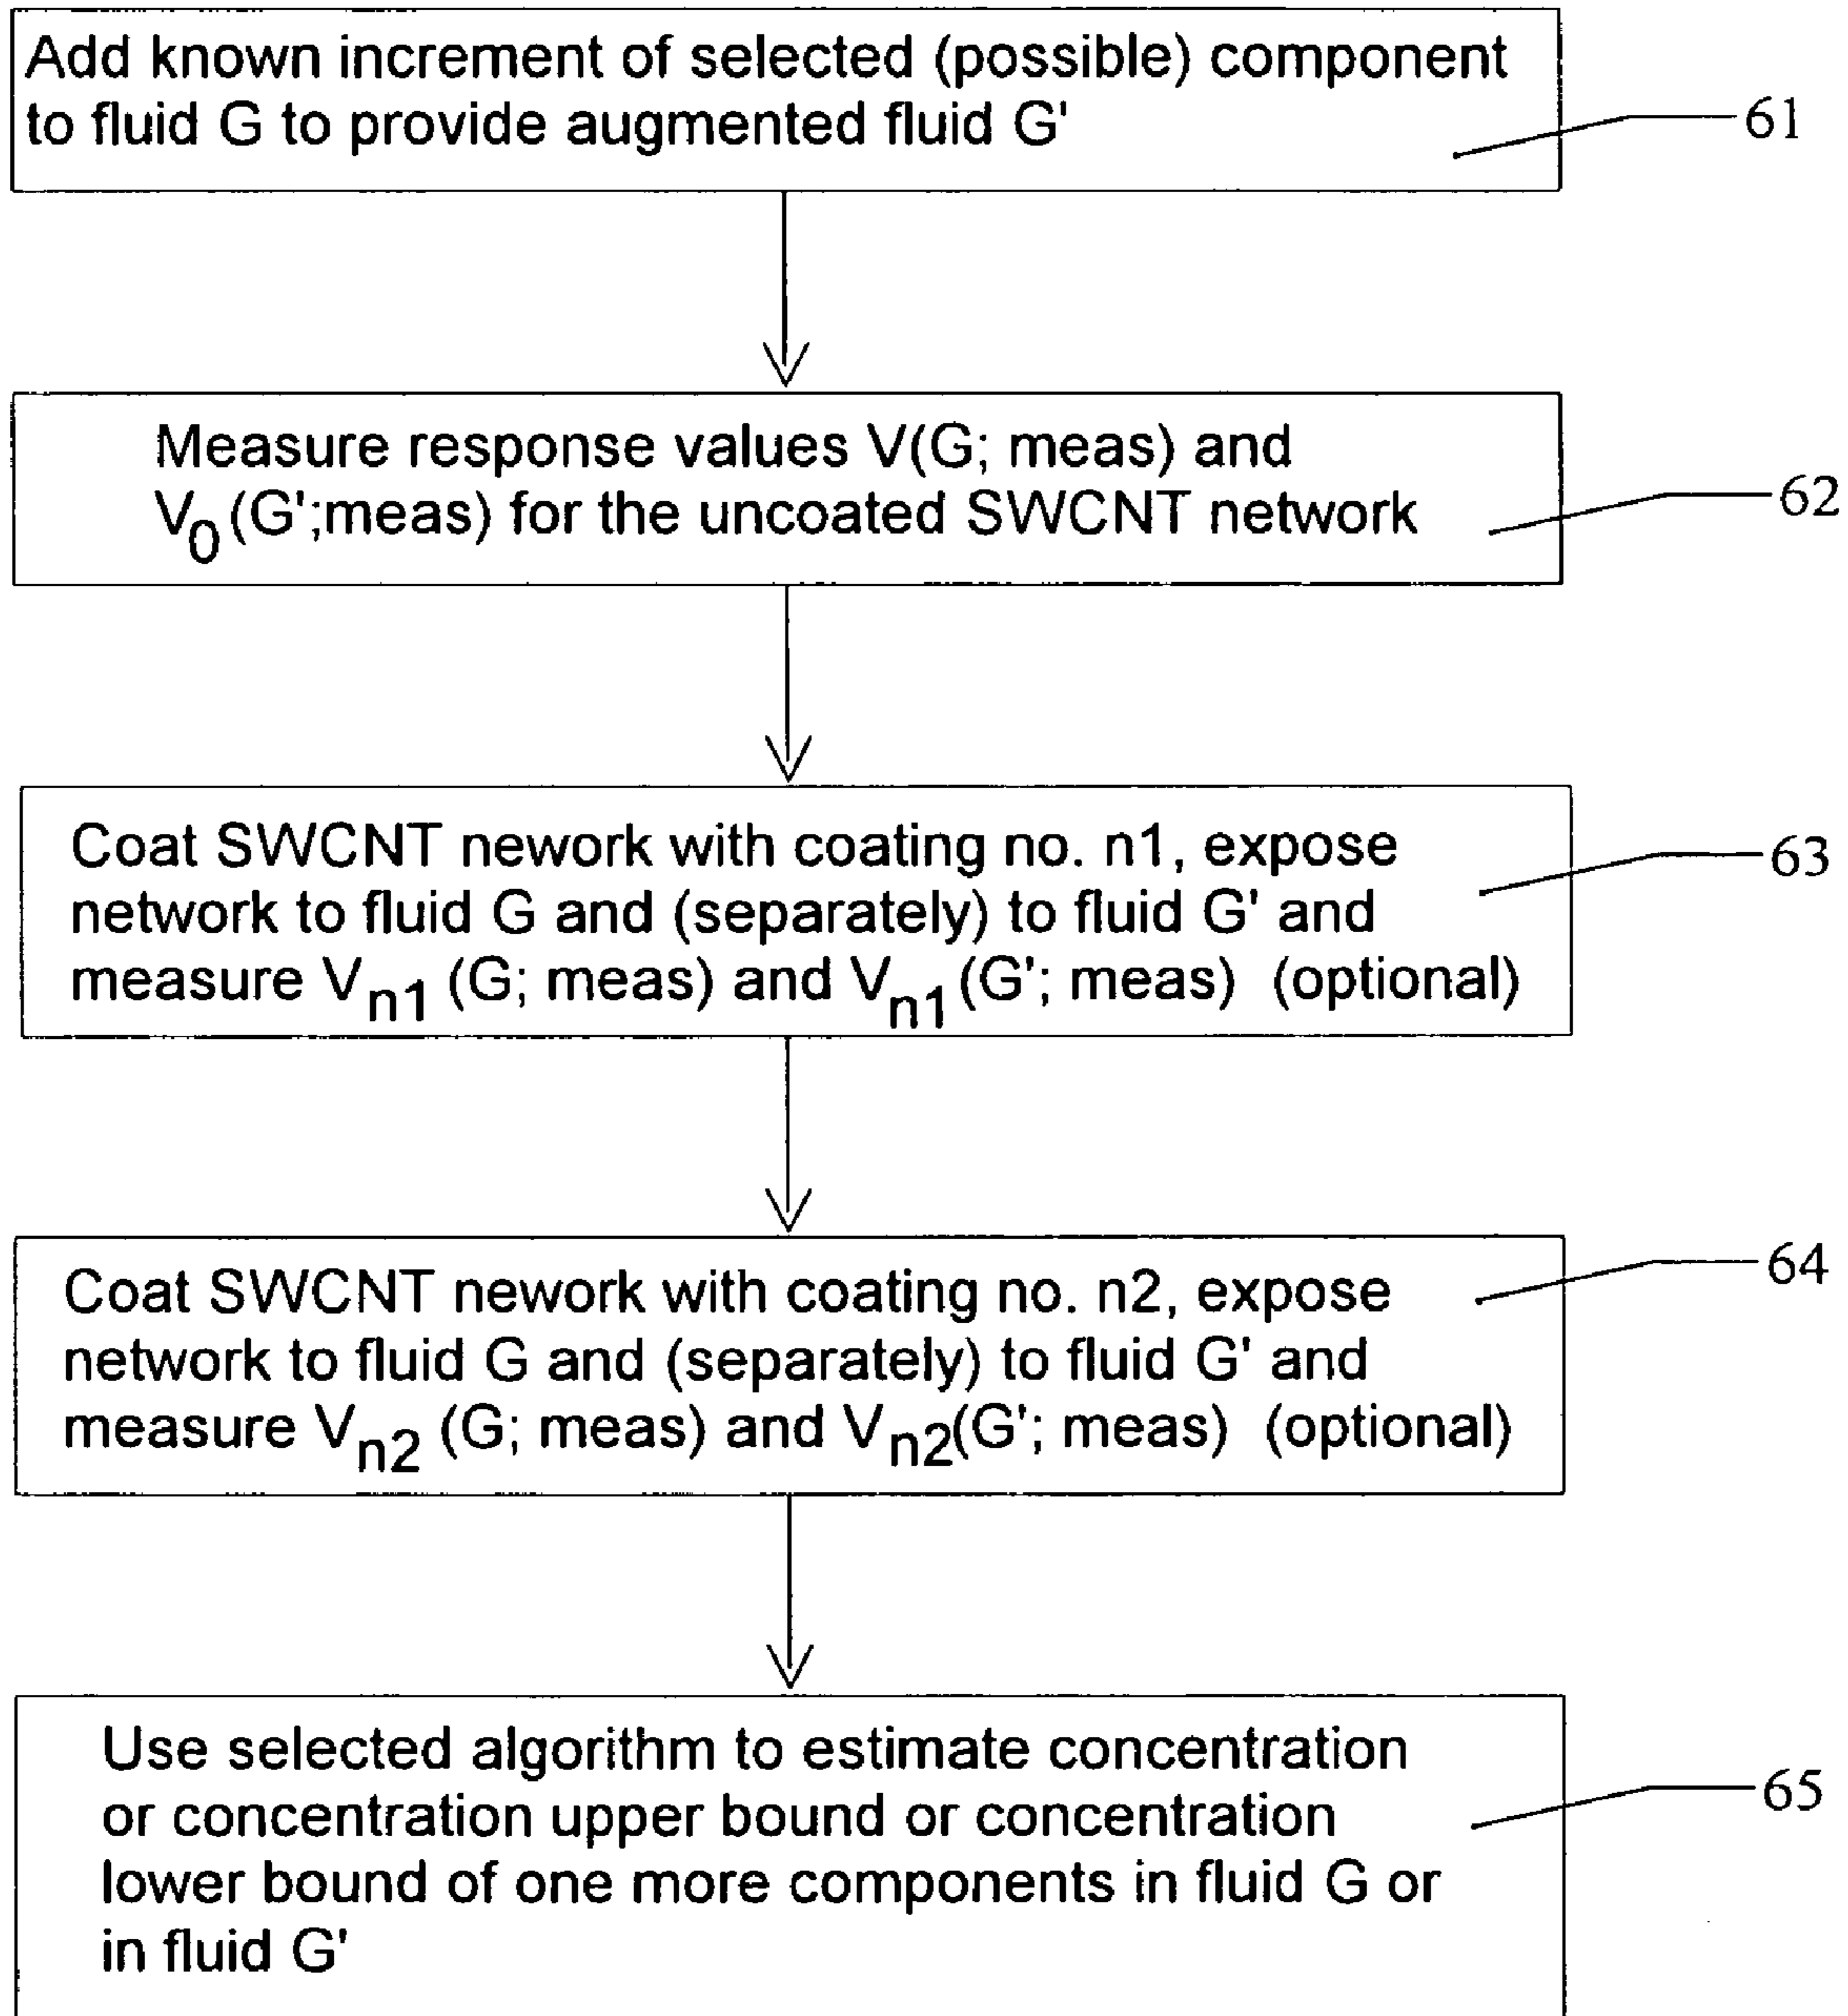 Add known increment of selected (possible) component
to fluid G to provide augmented fluid G'
61
Measure response values V(G; meas) and
V0(G';meas) for the uncoated SWCNT network
62
Coat SWCNT nework with coating no. n1, expose
network to fluid G and (separately) to fluid G' and
measure Vn1 (G; meas) and Vn1(G'; meas) (optional)
63
Coat SWCNT nework with coating no. n2, expose
network to fluid G and (separately) to fluid G' and
measure Vn2 (G; meas) and Vn2(G'; meas) (optional)
64
Use selected algorithm to estimate concentration
or concentration upper bound or concentration
lower bound of one more components in fluid G or
in fluid G'
65